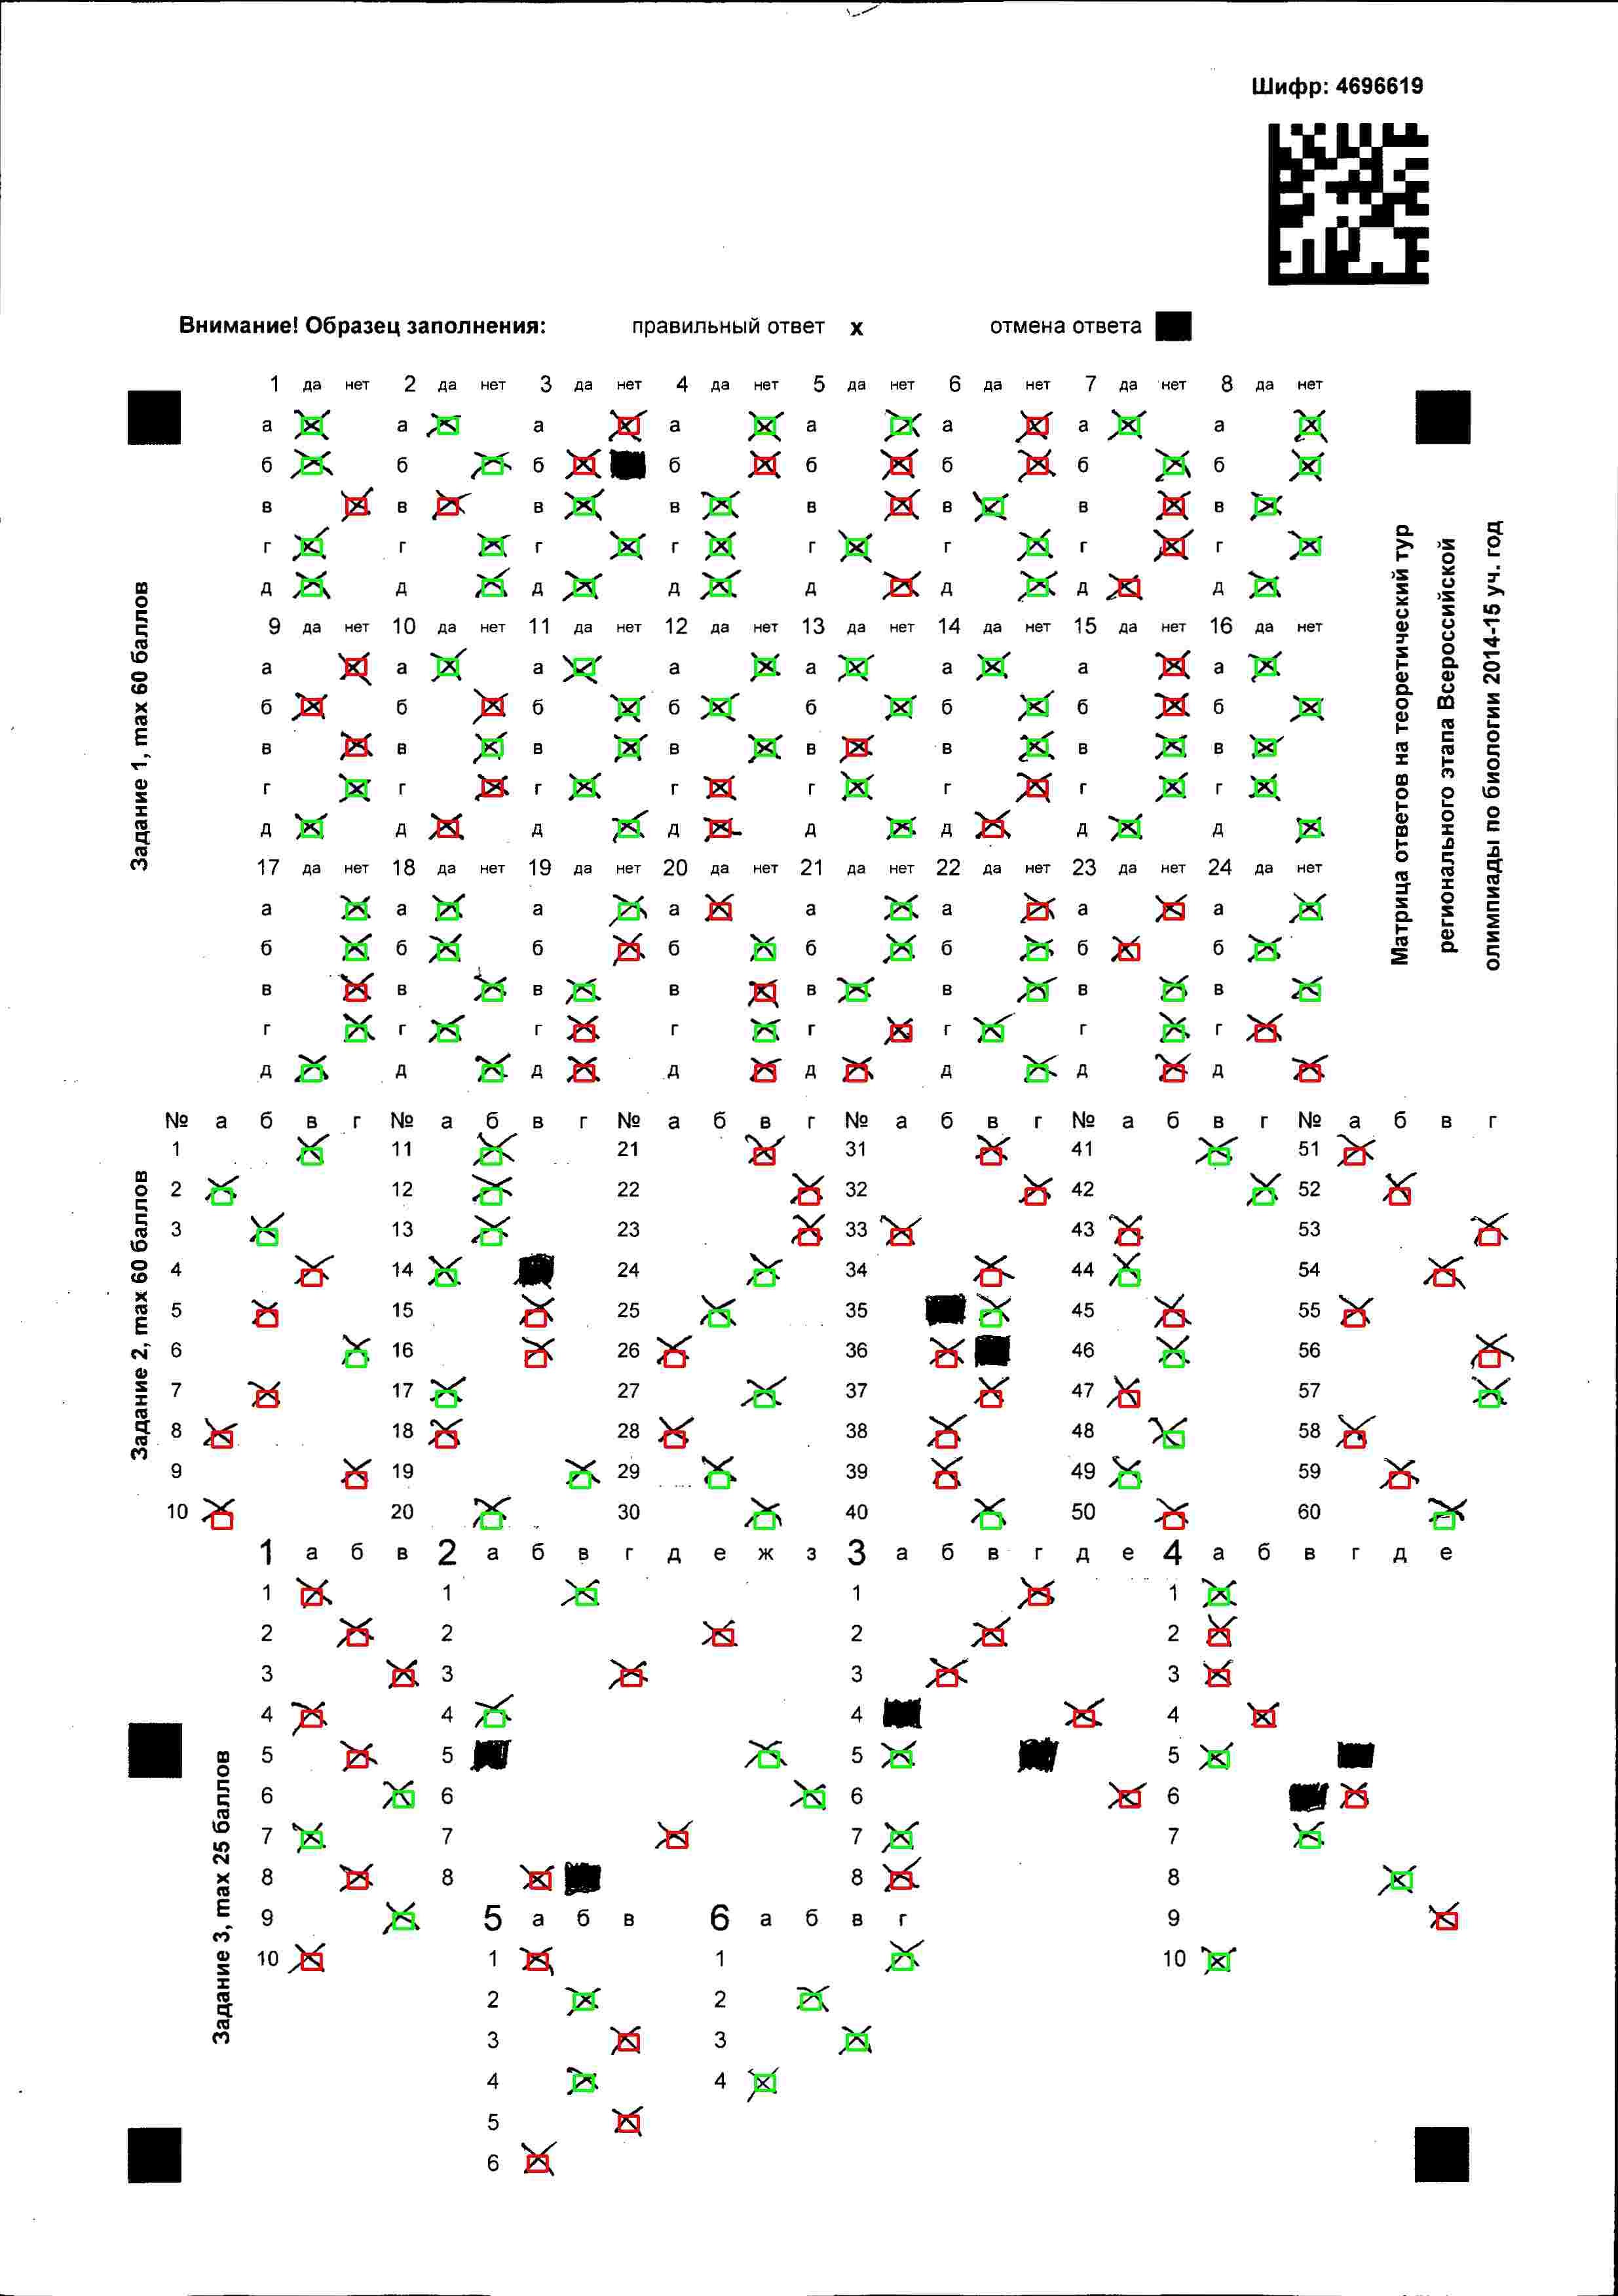 Шифр: 4696619
Внимание! Образец заполнения: правильный ответ x отмена ответа
Задание 1, max 60 баллов
1 да нет 2 да нет 3 да нет 4 да нет 5 да нет 6 да нет 7 да нет 8 да нет
а а а а а а а а
б б б б б б б б
в в в в в в в в
г г г г г г г г
д д д д д д д д
9 да нет 10 да нет 11 да нет 12 да нет 13 да нет 14 да нет 15 да нет 16 да нет
а а а а а а а а
б б б б б б б б
в в в в в в в в
г г г г г г г г
д д д д д д д д
17 да нет 18 да нет 19 да нет 20 да нет 21 да нет 22 да нет 23 да нет 24 да нет
а а а а а а а а
б б б б б б б б
в в в в в в в в
г г г г г г г г
д д д д д д д д
Матрица ответов на теоретический тур
регионального этапа Всероссийской
олимпиады по биологии 2014-15 уч. год
Задание 2, max 60 баллов
№ а б в г № а б в г № а б в г № а б в г № а б в г № а б в г
1 11 21 31 41 51
2 12 22 32 42 52
3 13 23 33 43 53
4 14 24 34 44 54
5 15 25 35 45 55
6 16 26 36 46 56
7 17 27 37 47 57
8 18 28 38 48 58
9 19 29 39 49 59
10 20 30 40 50 60
Задание 3, max 25 баллов
1 а б в 2 а б в г д е ж з 3 а б в г д е 4 а б в г д е
1 1 1 1
2 2 2 2
3 3 3 3
4 4 4 4
5 5 5 5
6 6 6 6
7 7 7 7
8 8 8 8
9 5 а б в 6 а б в г 9
10 1 1 10
2 2
3 3
4 4
5
6